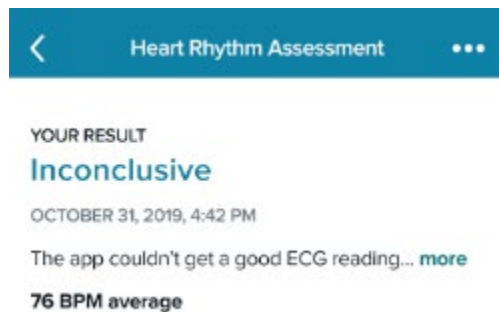 Heart Rhythm Assessment
YOUR RESULT
Inconclusive
OCTOBER 31, 2019, 4:42 PM
The app couldn't get a good ECG reading... more
76 BPM average